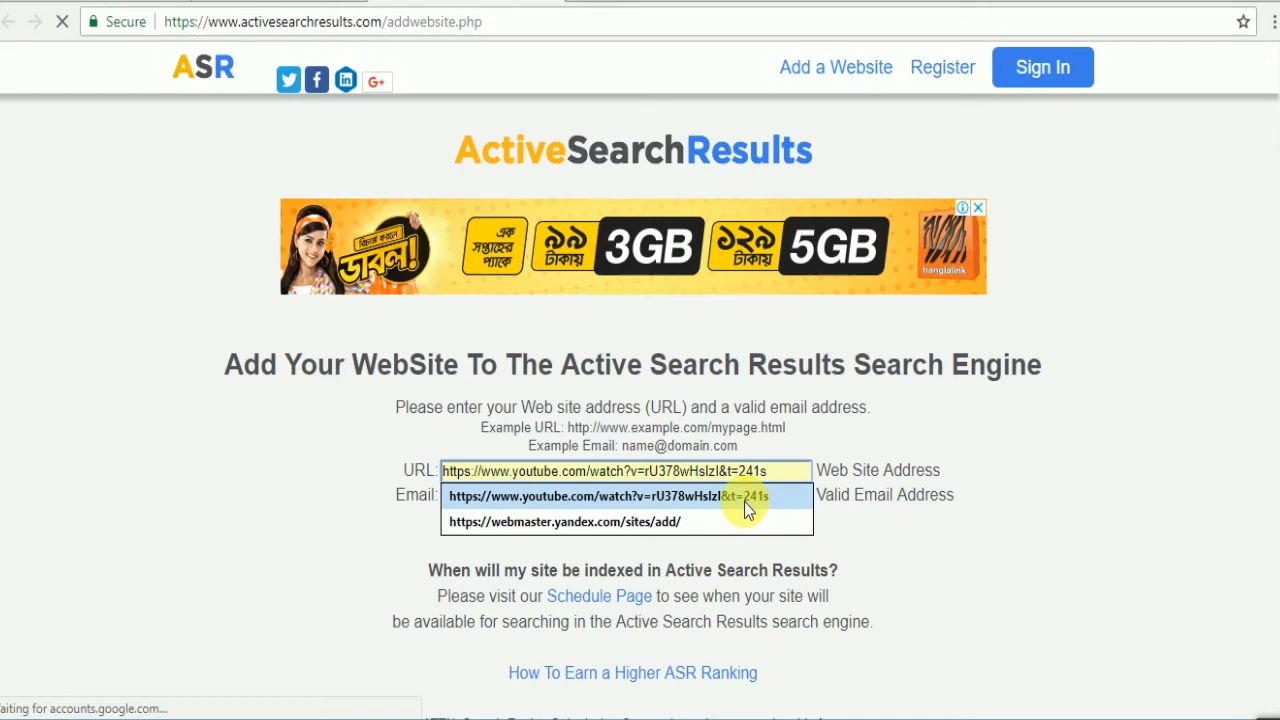 Secure https://www.activesearchresults.com/addwebsite.php
ASR
G+
Add a Website Register Sign In
ActiveSearchResults
রিচার্জ করলে
ডাবল!
এক
সপ্তাহের
প্যাকে
৯৯
টাকায়
3GB
১২৯
টাকায়
5GB
banglalink
Add Your WebSite To The Active Search Results Search Engine
Please enter your Web site address (URL) and a valid email address.
Example URL: http://www.example.com/mypage.html
Example Email: name@domain.com
URL: https://www.youtube.com/watch?v=rU378wHsIzI&t=241s Web Site Address
Email: https://www.youtube.com/watch?v=rU378wHsIzI&t=241s Valid Email Address
https://webmaster.yandex.com/sites/add/
When will my site be indexed in Active Search Results?
Please visit our Schedule Page to see when your site will
be available for searching in the Active Search Results search engine.
How To Earn a Higher ASR Ranking
aiting for accounts.google.com...